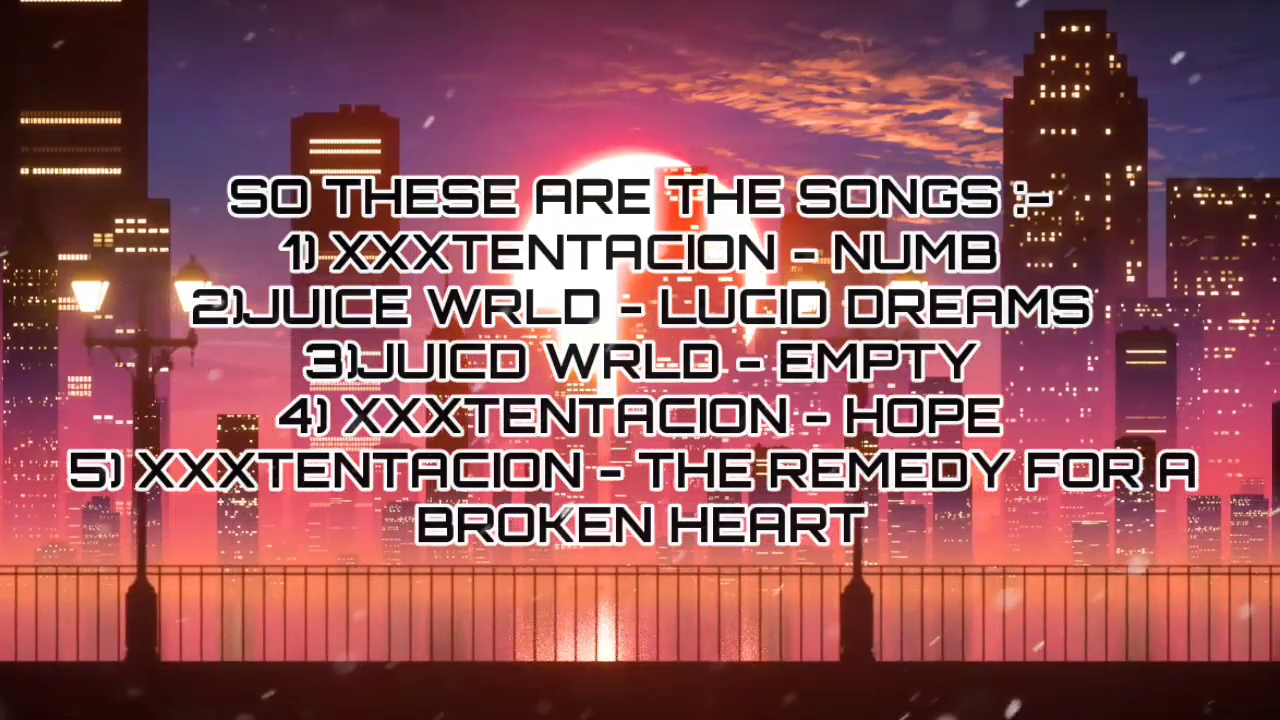 SO THESE ARE THE SONGS :-
1) XXXTENTACION - NUMB
2)JUICE WRLD - LUCID DREAMS
3)JUICD WRLD - EMPTY
4) XXXTENTACION - HOPE
5) XXXTENTACION - THE REMEDY FOR A
BROKEN HEART